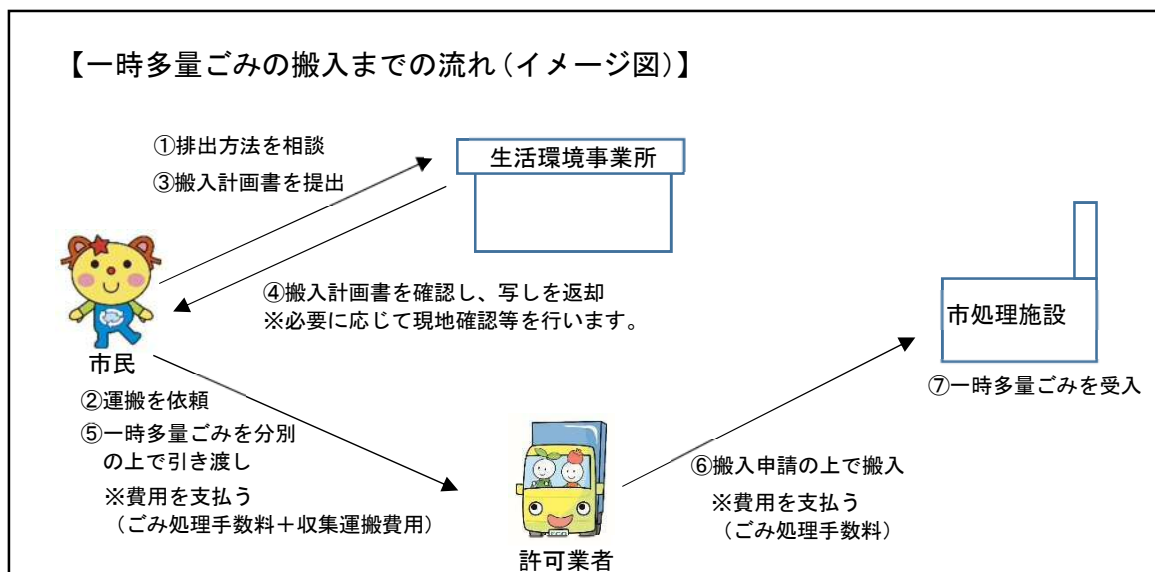 【一時多量ごみの搬入までの流れ(イメージ図)】
①排出方法を相談
③搬入計画書を提出
生活環境事業所
④搬入計画書を確認し、写しを返却
※必要に応じて現地確認等を行います。
市民
市処理施設
⑦一時多量ごみを受入
②運搬を依頼
⑤一時多量ごみを分別
の上で引き渡し
※費用を支払う
(ごみ処理手数料+収集運搬費用)
⑥搬入申請の上で搬入
※費用を支払う
(ごみ処理手数料)
許可業者